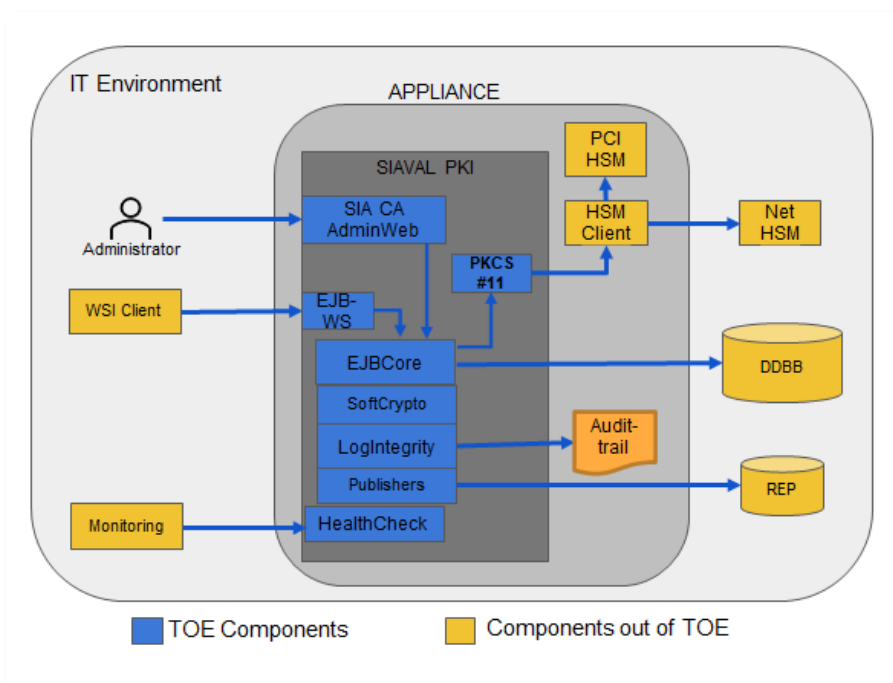 IT Environment
APPLIANCE
SIAVAL PKI
PCI
HSM
SIA CA
AdminWeb
HSM
Client
Net
HSM
Administrator
PKCS
#11
WSI Client
EJB-
WS
EJBCore
DDBB
SoftCrypto
LogIntegrity
Audit-
trail
Publishers
REP
Monitoring
HealthCheck
TOE Components
Components out of TOE